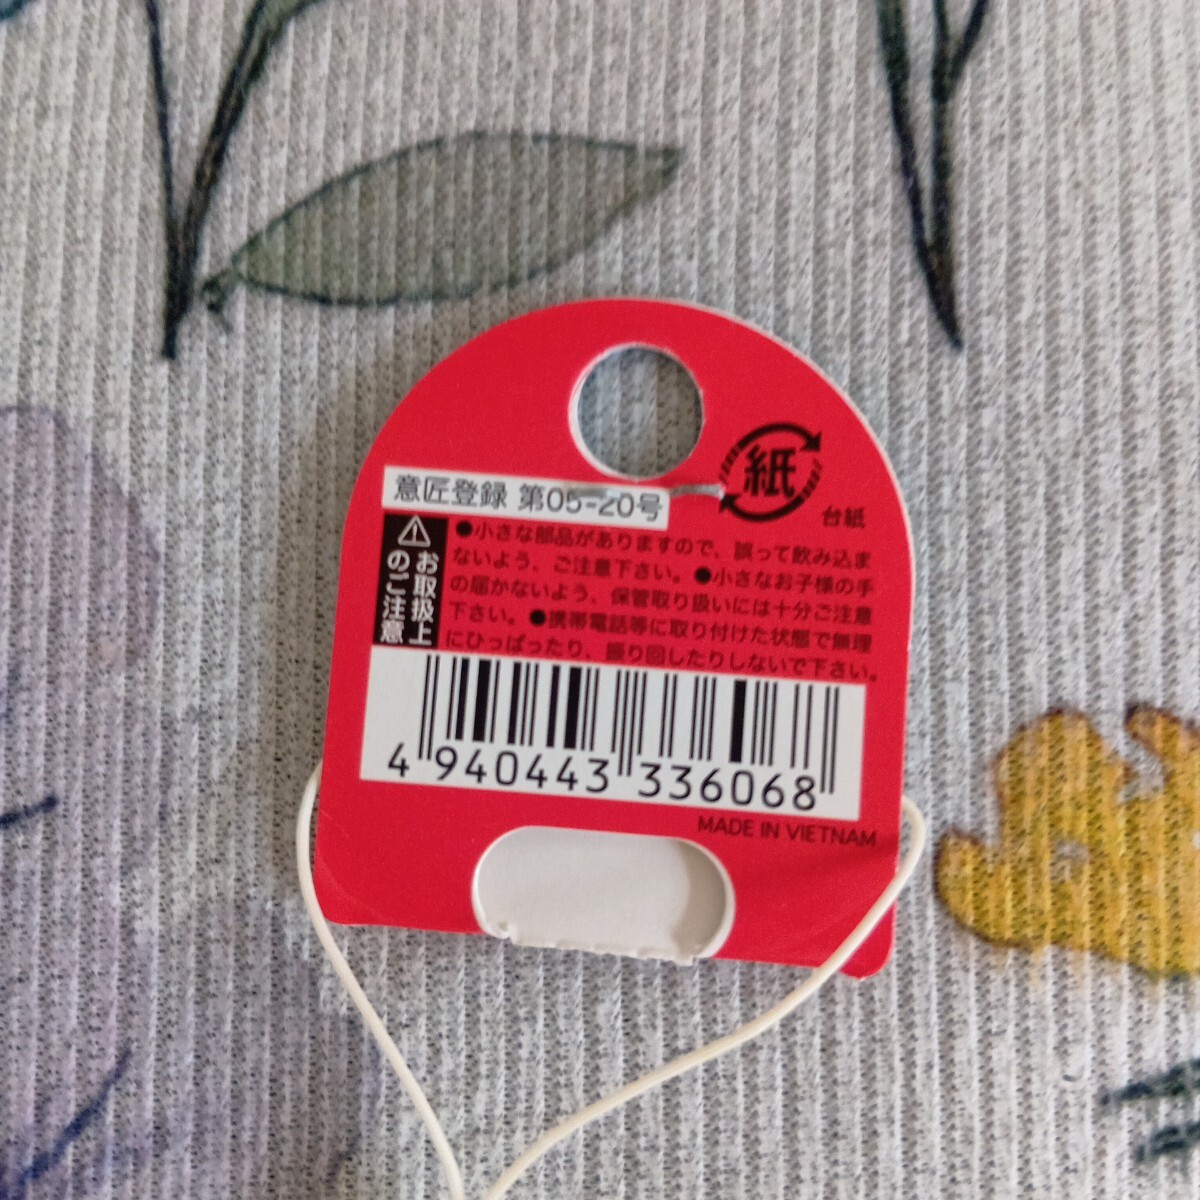 紙
台紙
意匠登録 第05-20号
⚠お取扱上
のご注意
●小さな部品がありますので、誤って飲み込ま
ないよう、ご注意下さい。●小さなお子様の手
の届かないよう、保管取り扱いには十分ご注意
下さい。●携帯電話等に取り付けた状態で無理
にひっぱったり、振り回したりしないで下さい。
4 940443 336068
MADE IN VIETNAM